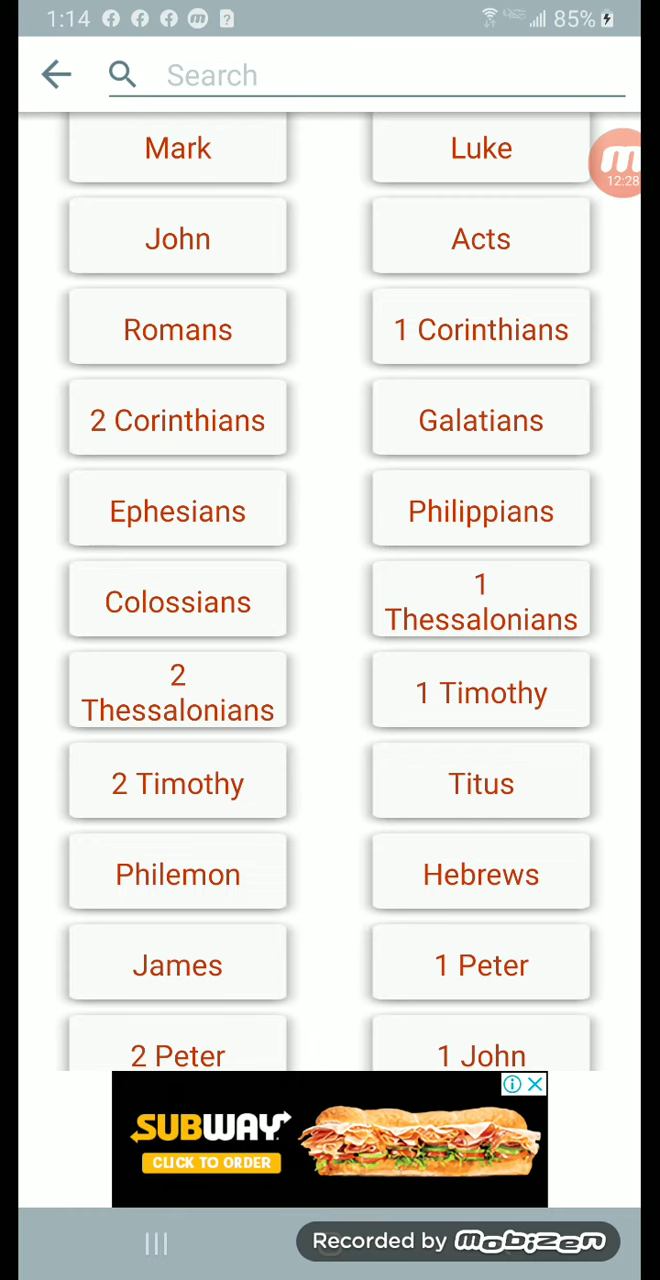 1:14
85%
Search
Mark
Luke
12:28
John
Acts
Romans
1 Corinthians
2 Corinthians
Galatians
Ephesians
Philippians
Colossians
1
Thessalonians
2
Thessalonians
1 Timothy
2 Timothy
Titus
Philemon
Hebrews
James
1 Peter
2 Peter
1 John
SUBWAY
CLICK TO ORDER
Recorded by mobizen